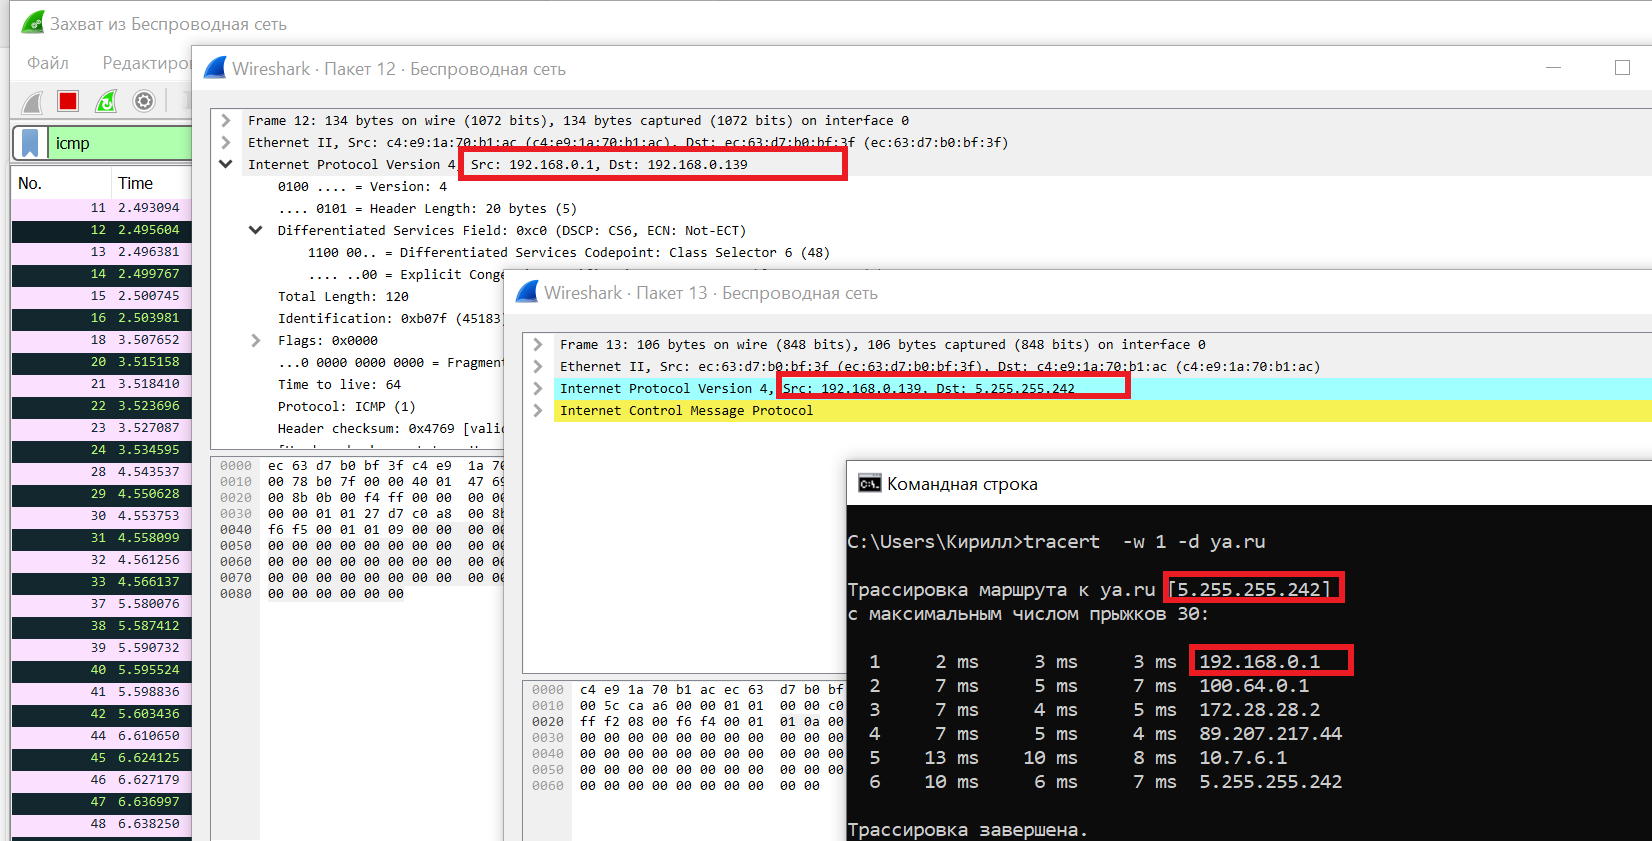 Захват из Беспроводная сеть
Файл Редактиро
Wireshark · Пакет 12 · Беспроводная сеть
icmp
No. Time
11 2.493094
12 2.495604
13 2.496381
14 2.499767
15 2.500745
16 2.503981
18 3.507652
20 3.515158
21 3.518410
22 3.523696
23 3.527087
24 3.534595
28 4.543537
29 4.550628
30 4.553753
31 4.558099
32 4.561256
33 4.566137
37 5.580076
38 5.587412
39 5.590732
40 5.595524
41 5.598836
42 5.603436
44 6.610650
45 6.624125
46 6.627179
47 6.636997
48 6.638250
Frame 12: 134 bytes on wire (1072 bits), 134 bytes captured (1072 bits) on interface 0
Ethernet II, Src: c4:e9:1a:70:b1:ac (c4:e9:1a:70:b1:ac), Dst: ec:63:d7:b0:bf:3f (ec:63:d7:b0:bf:3f)
Internet Protocol Version 4, Src: 192.168.0.1, Dst: 192.168.0.139
0100 .... = Version: 4
.... 0101 = Header Length: 20 bytes (5)
Differentiated Services Field: 0xc0 (DSCP: CS6, ECN: Not-ECT)
1100 00.. = Differentiated Services Codepoint: Class Selector 6 (48)
.... ..00 = Explicit Conge
Total Length: 120
Identification: 0xb07f (45183)
Flags: 0x0000
...0 0000 0000 0000 = Fragment
Time to live: 64
Protocol: ICMP (1)
Header checksum: 0x4769 [valid
0000 ec 63 d7 b0 bf 3f c4 e9 1a 70
0010 00 78 b0 7f 00 00 40 01 47 69
0020 00 8b 0b 00 f4 ff 00 00 00 00
0030 00 00 01 01 27 d7 c0 a8 00 8b
0040 f6 f5 00 01 01 09 00 00 00 00
0050 00 00 00 00 00 00 00 00 00 00
0060 00 00 00 00 00 00 00 00 00 00
0070 00 00 00 00 00 00 00 00 00 00
0080 00 00 00 00 00 00
Wireshark · Пакет 13 · Беспроводная сеть
Frame 13: 106 bytes on wire (848 bits), 106 bytes captured (848 bits) on interface 0
Ethernet II, Src: ec:63:d7:b0:bf:3f (ec:63:d7:b0:bf:3f), Dst: c4:e9:1a:70:b1:ac (c4:e9:1a:70:b1:ac)
Internet Protocol Version 4, Src: 192.168.0.139, Dst: 5.255.255.242
Internet Control Message Protocol
0000 c4 e9 1a 70 b1 ac ec 63 d7 b0 bf
0010 00 5c ca a6 00 00 01 01 00 00 c0
0020 ff f2 08 00 f6 f4 00 01 01 0a 00
0030 00 00 00 00 00 00 00 00 00 00 00
0040 00 00 00 00 00 00 00 00 00 00 00
0050 00 00 00 00 00 00 00 00 00 00 00
0060 00 00 00 00 00 00 00 00 00 00
Командная строка
C:\Users\Кирилл>tracert -w 1 -d ya.ru
Трассировка маршрута к ya.ru [5.255.255.242]
с максимальным числом прыжков 30:
1 2 ms 3 ms 3 ms 192.168.0.1
2 7 ms 5 ms 7 ms 100.64.0.1
3 7 ms 4 ms 5 ms 172.28.28.2
4 7 ms 5 ms 4 ms 89.207.217.44
5 13 ms 10 ms 8 ms 10.7.6.1
6 10 ms 6 ms 7 ms 5.255.255.242
Трассировка завершена.